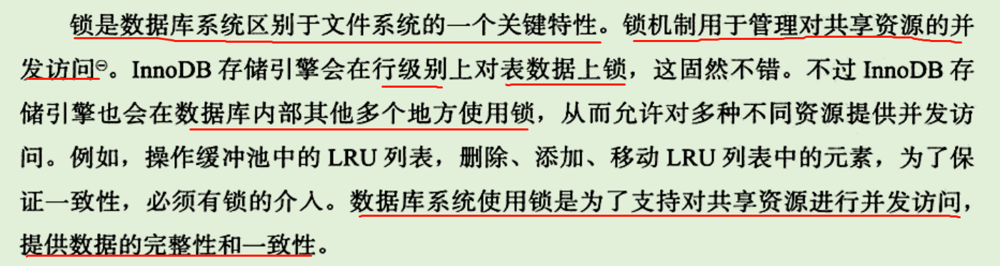 锁是数据库系统区别于文件系统的一个关键特性。锁机制用于管理对共享资源的并
发访问㊀。InnoDB 存储引擎会在行级别上对表数据上锁，这固然不错。不过 InnoDB 存
储引擎也会在数据库内部其他多个地方使用锁，从而允许对多种不同资源提供并发访
问。例如，操作缓冲池中的 LRU 列表，删除、添加、移动 LRU 列表中的元素，为了保
证一致性，必须有锁的介入。数据库系统使用锁是为了支持对共享资源进行并发访问，
提供数据的完整性和一致性。